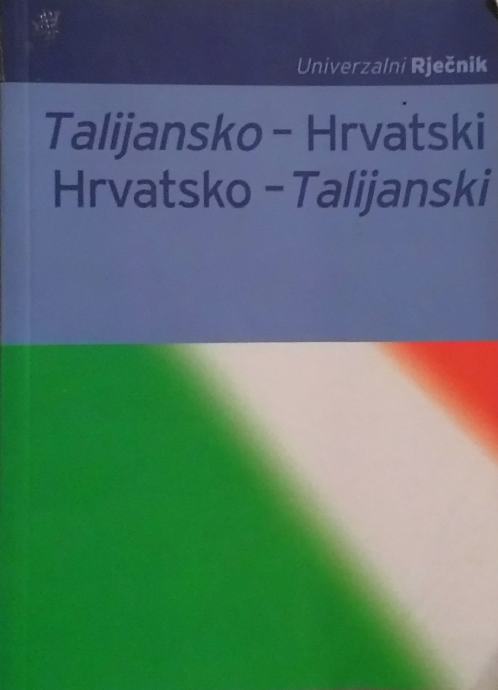 Univerzalni Rječnik
Talijansko - Hrvatski
Hrvatsko - Talijanski